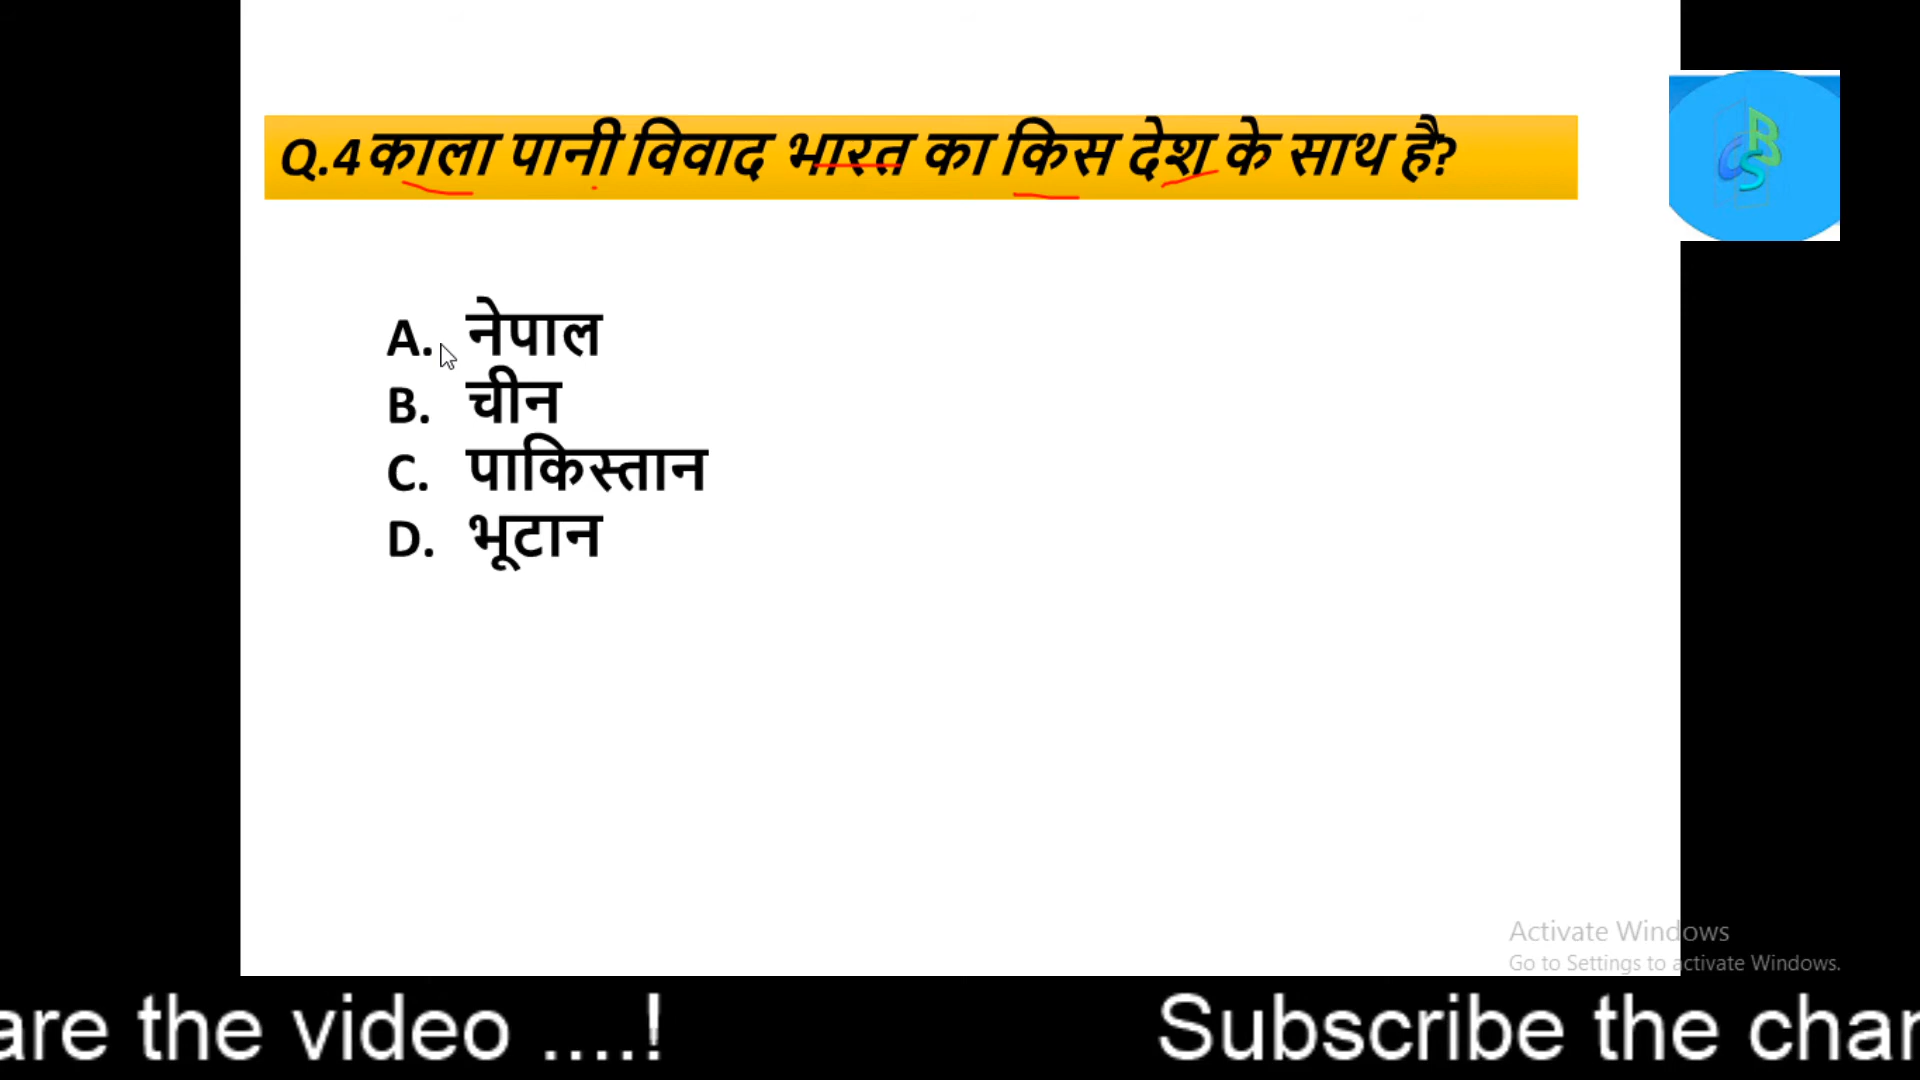 Q.4 काला पानी विवाद भारत का किस देश के साथ है?
A. नेपाल
B. चीन
C. पाकिस्तान
D. भूटान
Activate Windows
Go to Settings to activate Windows.
are the video ....! Subscribe the char